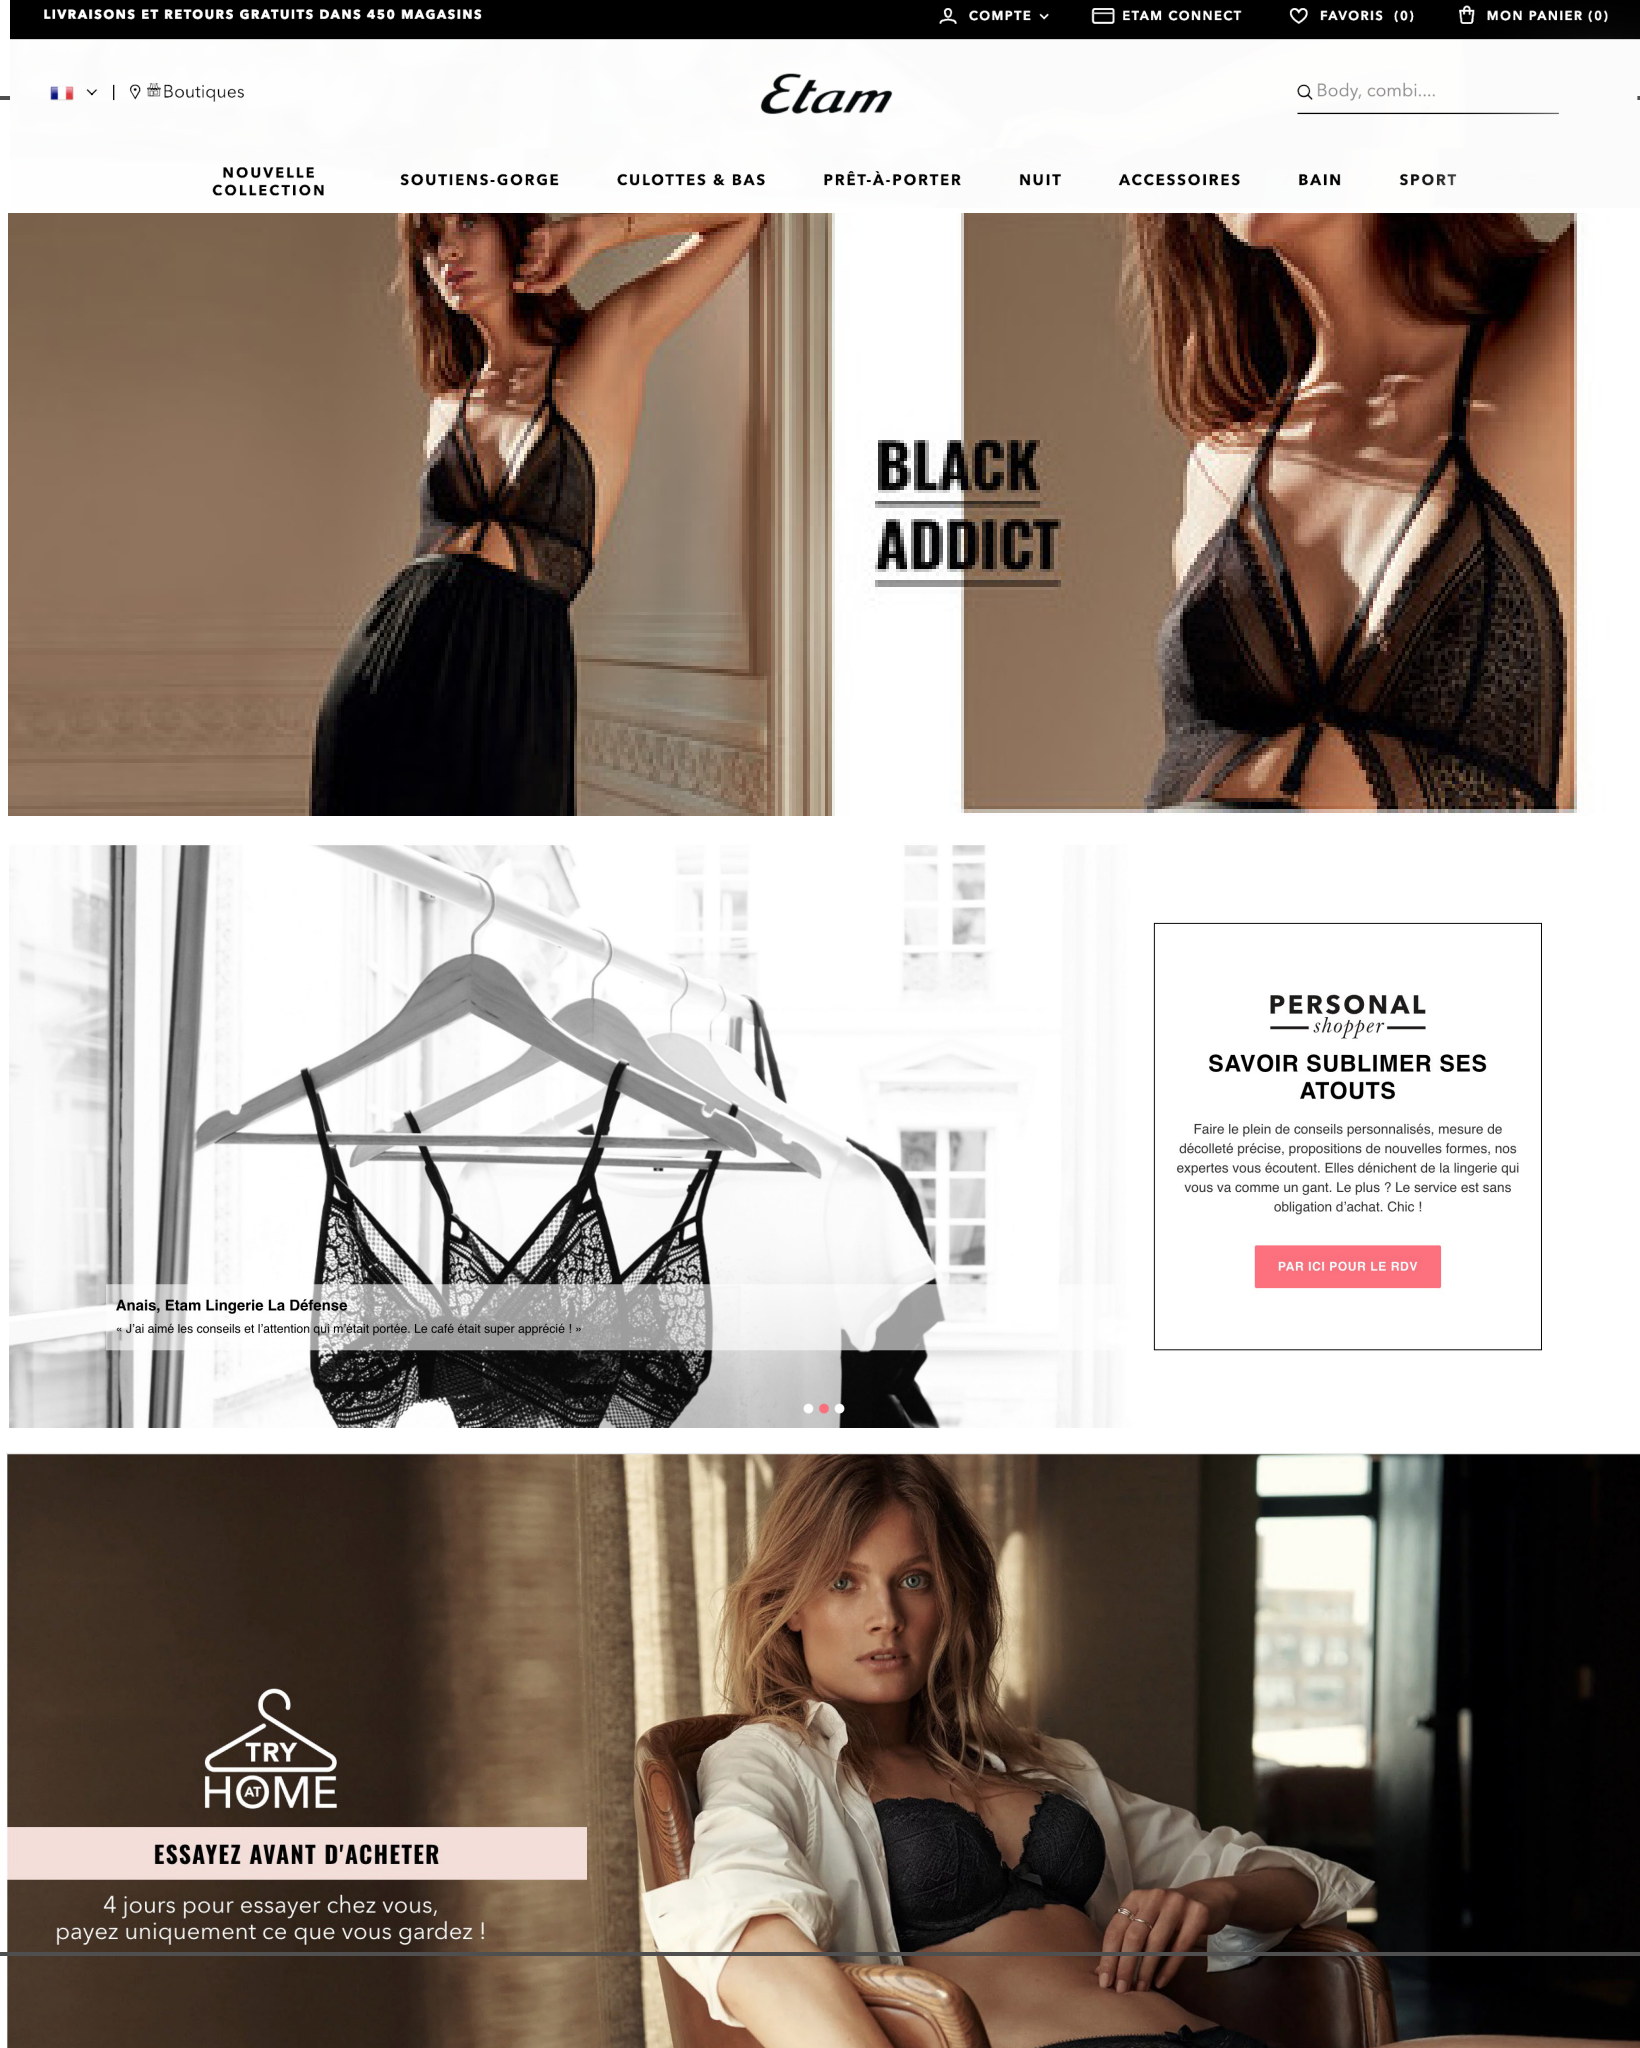 LIVRAISONS ET RETOURS GRATUITS DANS 450 MAGASINS
COMPTE
ETAM CONNECT
FAVORIS (0)
MON PANIER (0)
Boutiques
Etam
Body, combi....
NOUVELLE
COLLECTION
SOUTIENS-GORGE
CULOTTES & BAS
PRÊT-À-PORTER
NUIT
ACCESSOIRES
BAIN
SPORT
BLACK
ADDICT
PERSONAL
shopper
SAVOIR SUBLIMER SES
ATOUTS
Faire le plein de conseils personnalisés, mesure de
décolleté précise, propositions de nouvelles formes, nos
expertes vous écoutent. Elles dénichent de la lingerie qui
vous va comme un gant. Le plus ? Le service est sans
obligation d'achat. Chic !
PAR ICI POUR LE RDV
Anais, Etam Lingerie La Défense
« J'ai aimé les conseils et l'attention qui m'était portée. Le café était super apprécié ! »
TRY
AT
HOME
ESSAYEZ AVANT D'ACHETER
4 jours pour essayer chez vous,
payez uniquement ce que vous gardez !